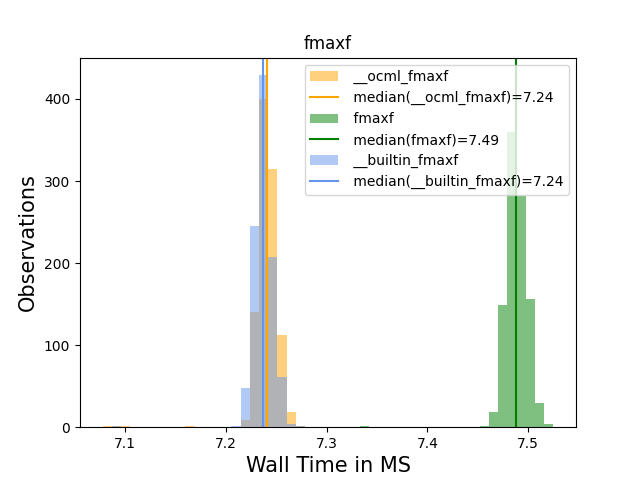 fmaxf
__ocml_fmaxf
median(__ocml_fmaxf)=7.24
fmaxf
median(fmaxf)=7.49
__builtin_fmaxf
median(__builtin_fmaxf)=7.24
Observations
400
300
200
100
0
7.1 7.2 7.3 7.4 7.5
Wall Time in MS